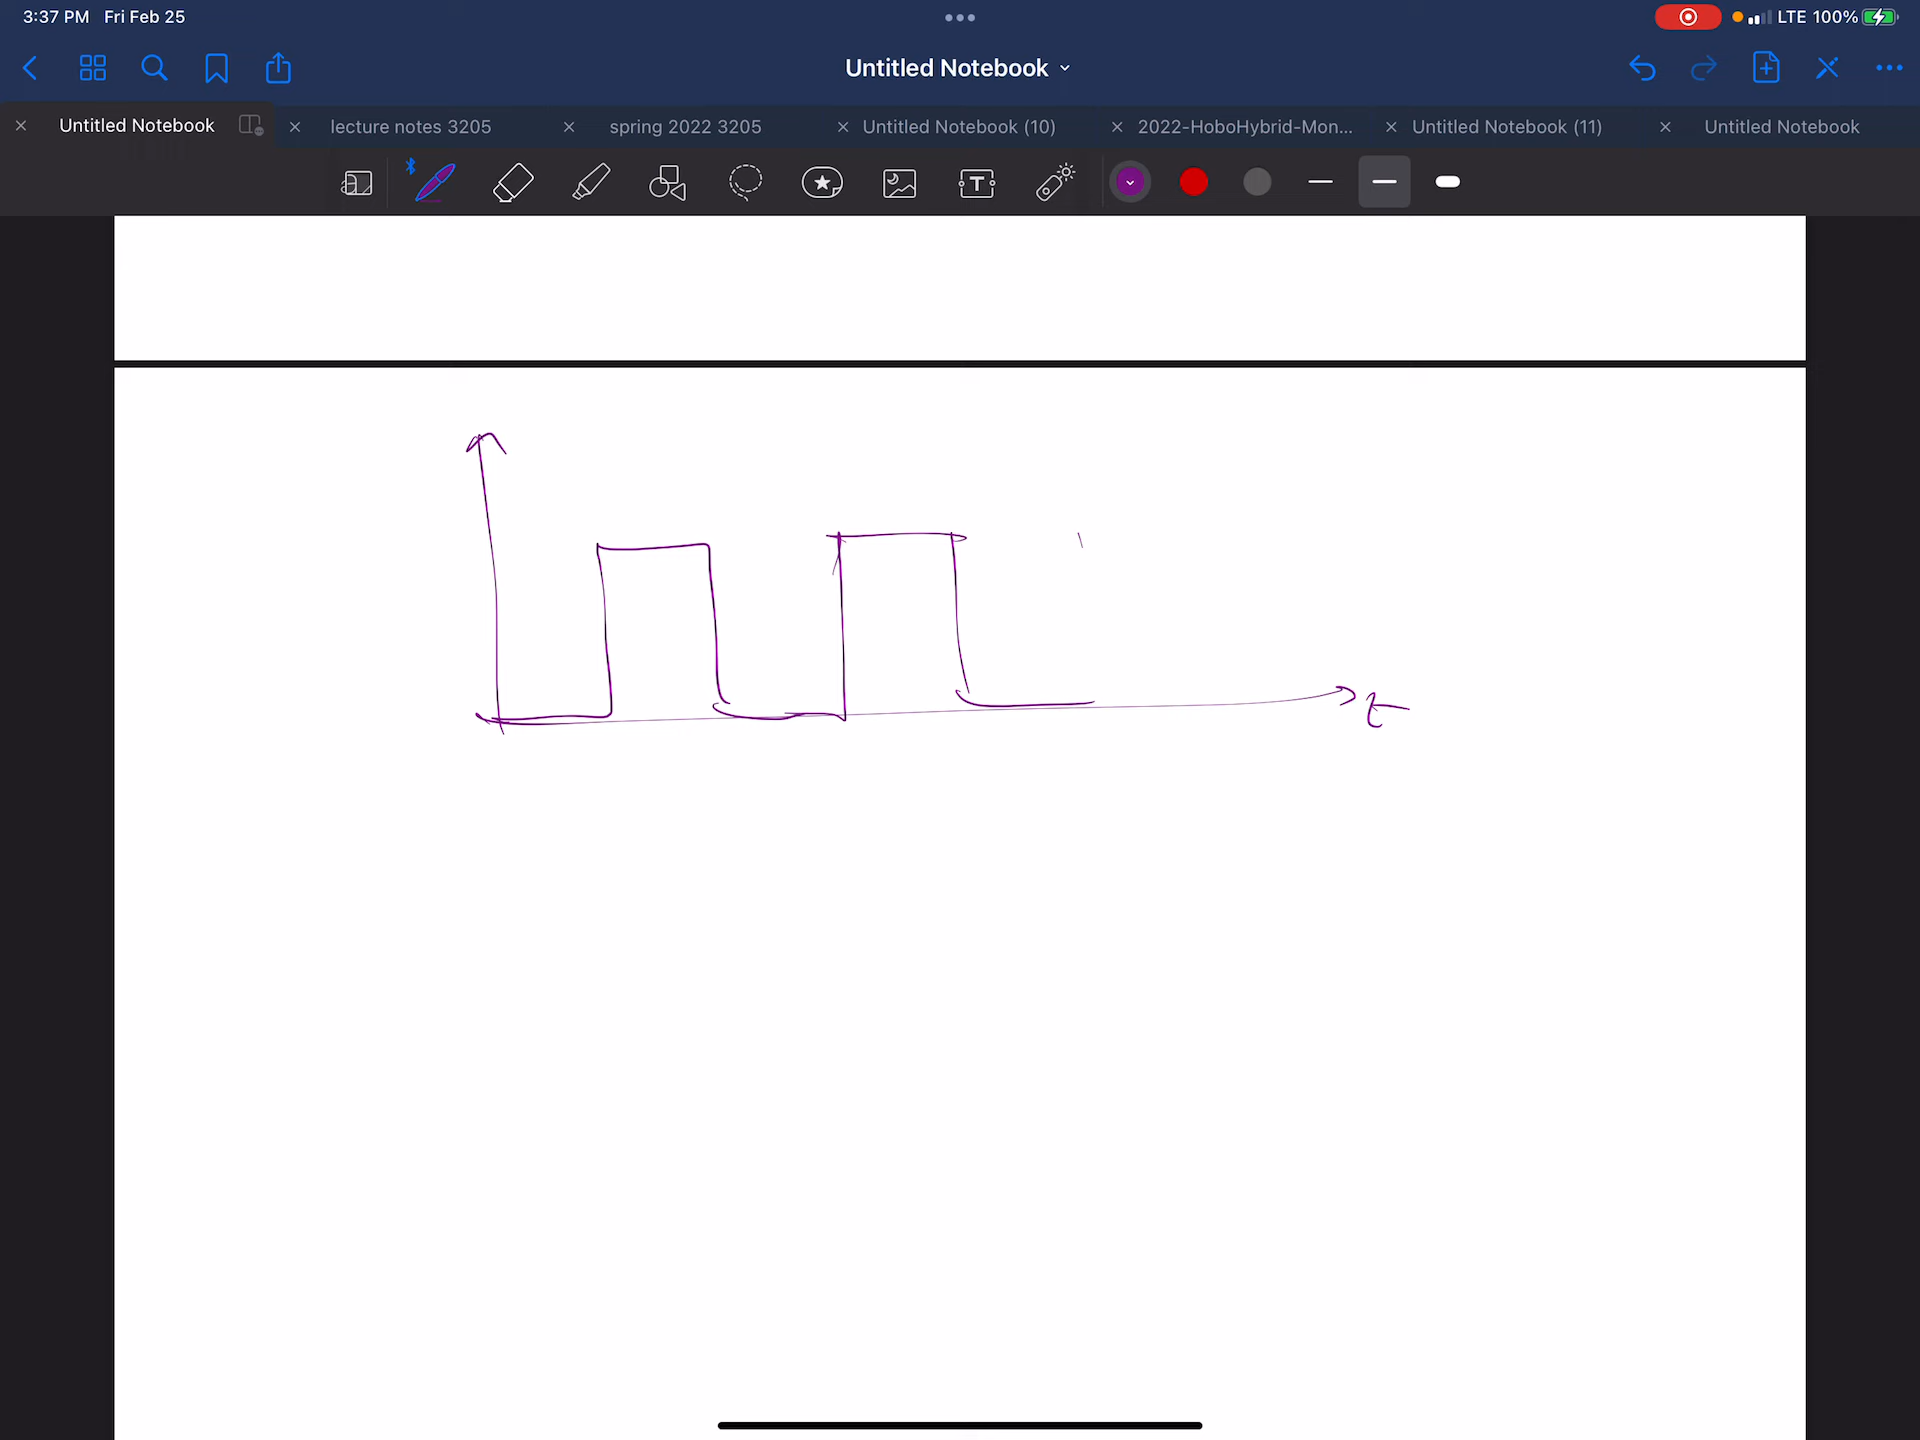 3:37 PM Fri Feb 25
LTE 100%
Untitled Notebook
Untitled Notebook
lecture notes 3205
spring 2022 3205
Untitled Notebook (10)
2022-HoboHybrid-Mon...
Untitled Notebook (11)
Untitled Notebook
T
t